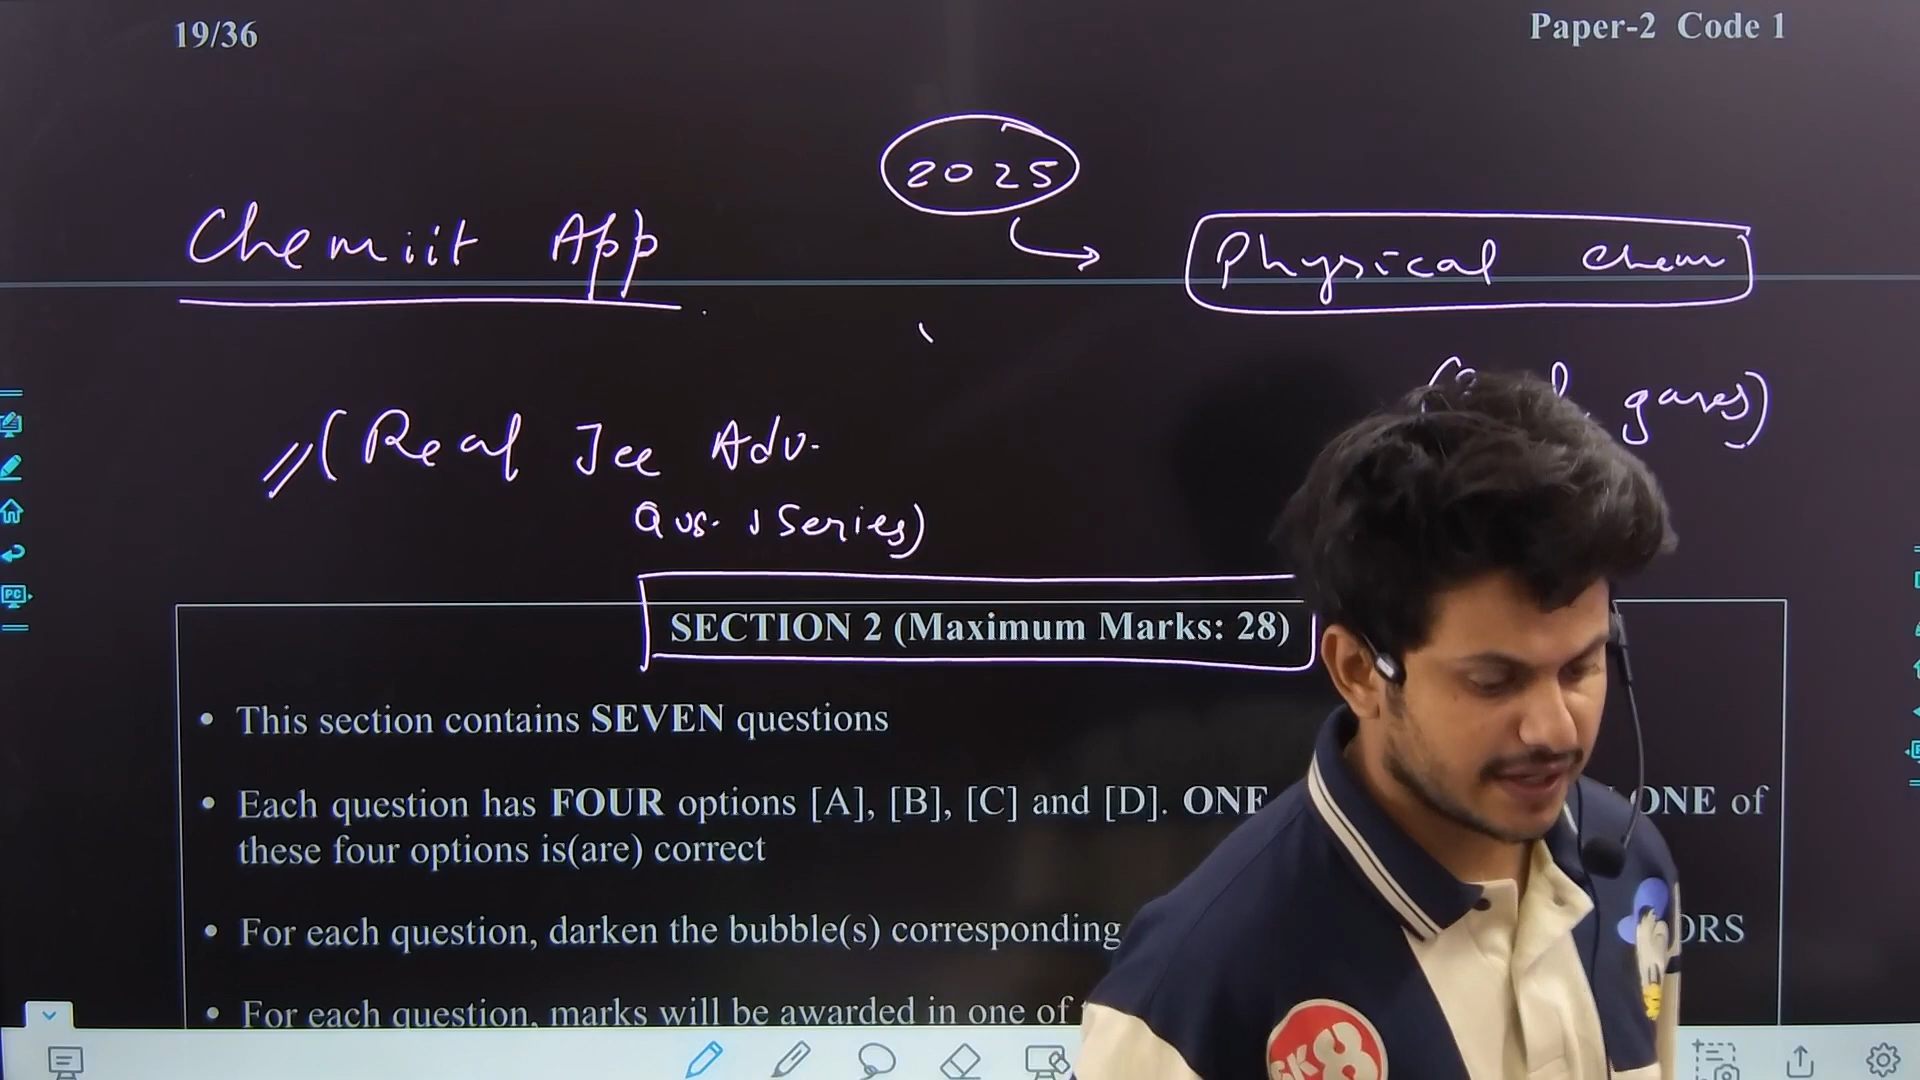 19/36
Paper-2 Code 1
2025
Chemiit App
Physical chem
gases)
(Real Jee Adv.
Qus. Series)
SECTION 2 (Maximum Marks: 28)
• This section contains SEVEN questions
• Each question has FOUR options [A], [B], [C] and [D]. ONE ONE of
these four options is(are) correct
• For each question, darken the bubble(s) corresponding ORS
• For each question, marks will be awarded in one of
PC
8